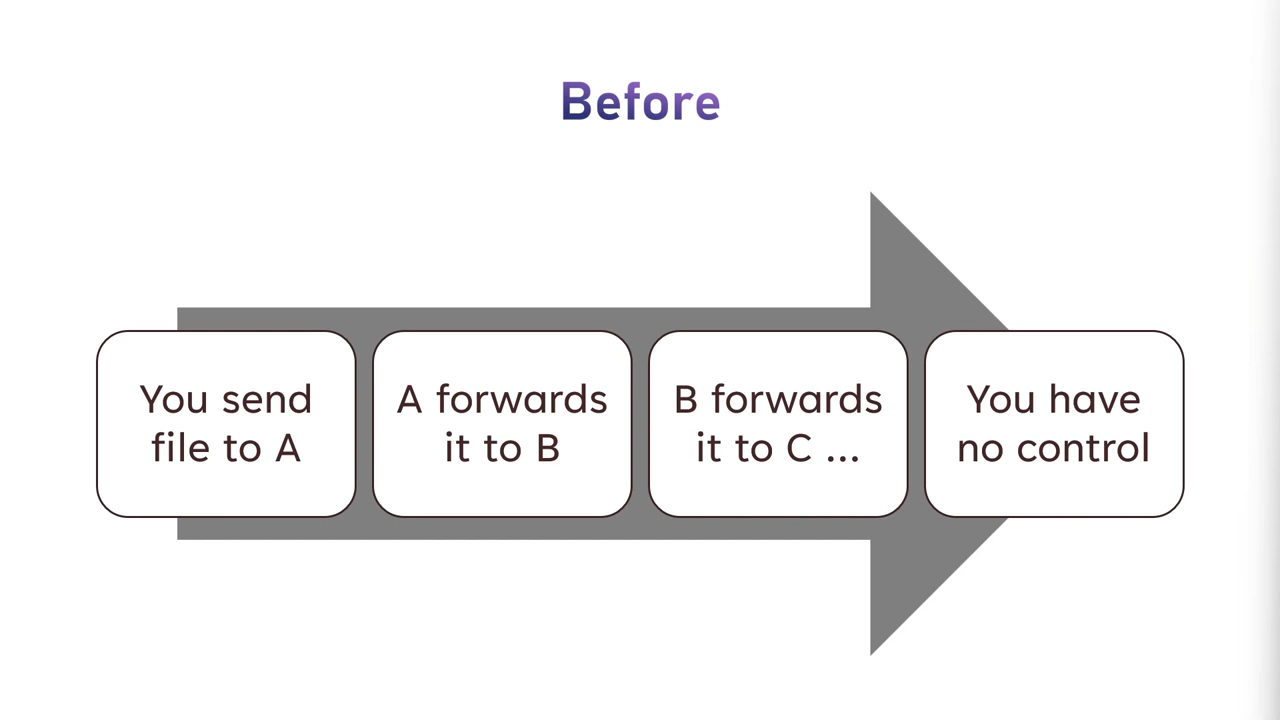 Before
You send
file to A
A forwards
it to B
B forwards
it to C ...
You have
no control